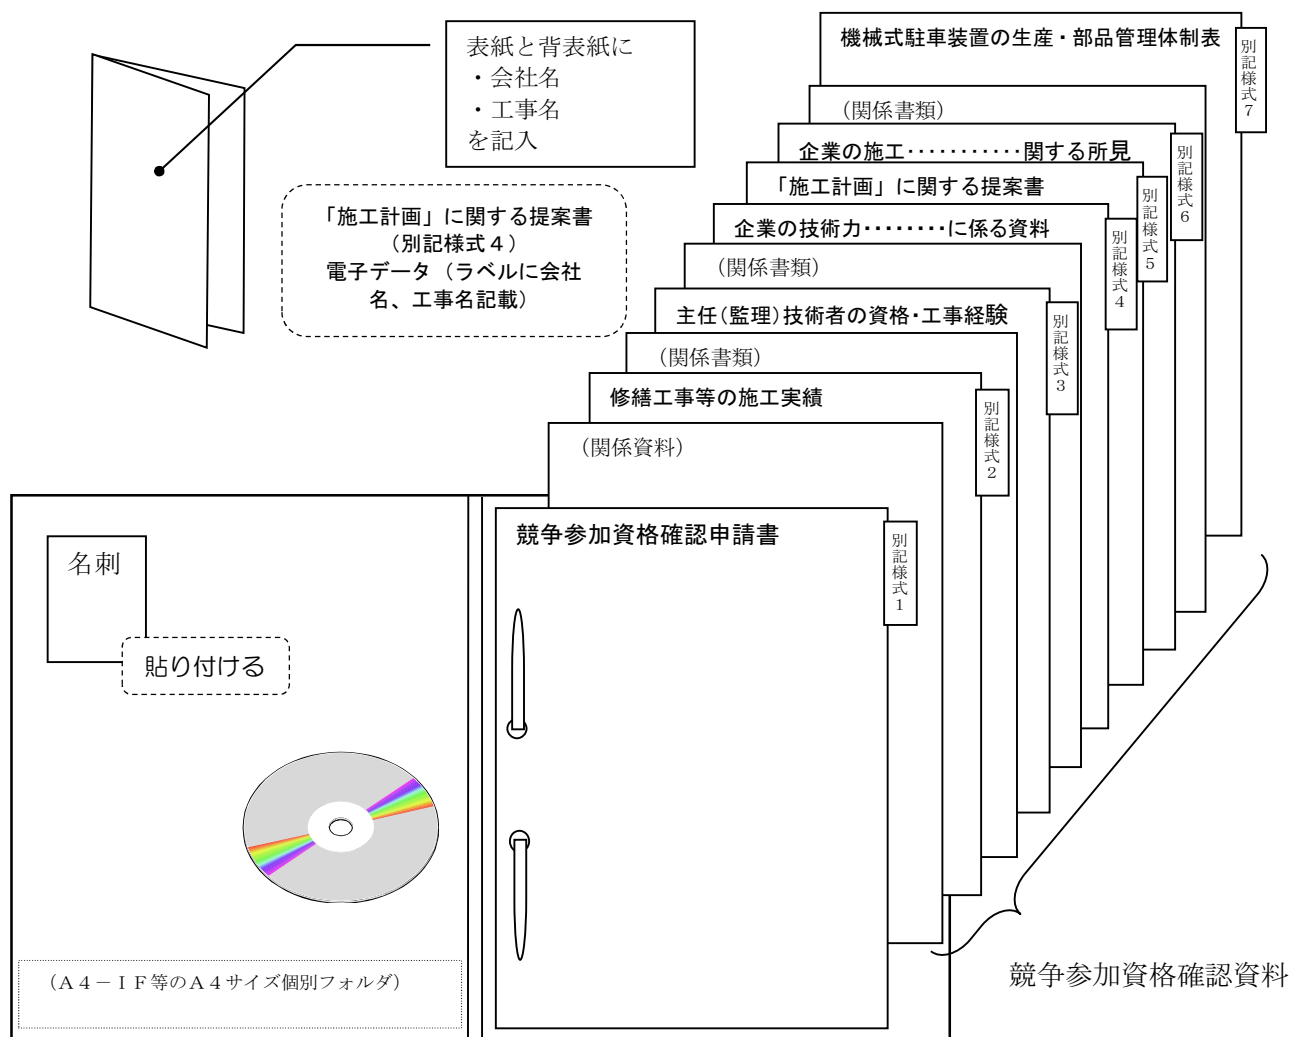 表紙と背表紙に
・会社名
・工事名
を記入
「施工計画」に関する提案書
（別記様式４）
電子データ（ラベルに会社
名、工事名記載）
機械式駐車装置の生産・部品管理体制表
別記様式７
（関係書類）
企業の施工‥‥‥‥‥‥関する所見
別記様式６
「施工計画」に関する提案書
別記様式５
企業の技術力‥‥‥‥に係る資料
別記様式４
（関係書類）
主任（監理）技術者の資格・工事経験
別記様式３
（関係書類）
修繕工事等の施工実績
別記様式２
（関係資料）
競争参加資格確認申請書
別記様式１
名刺
貼り付ける
（Ａ４－ＩＦ等のＡ４サイズ個別フォルダ）
競争参加資格確認資料